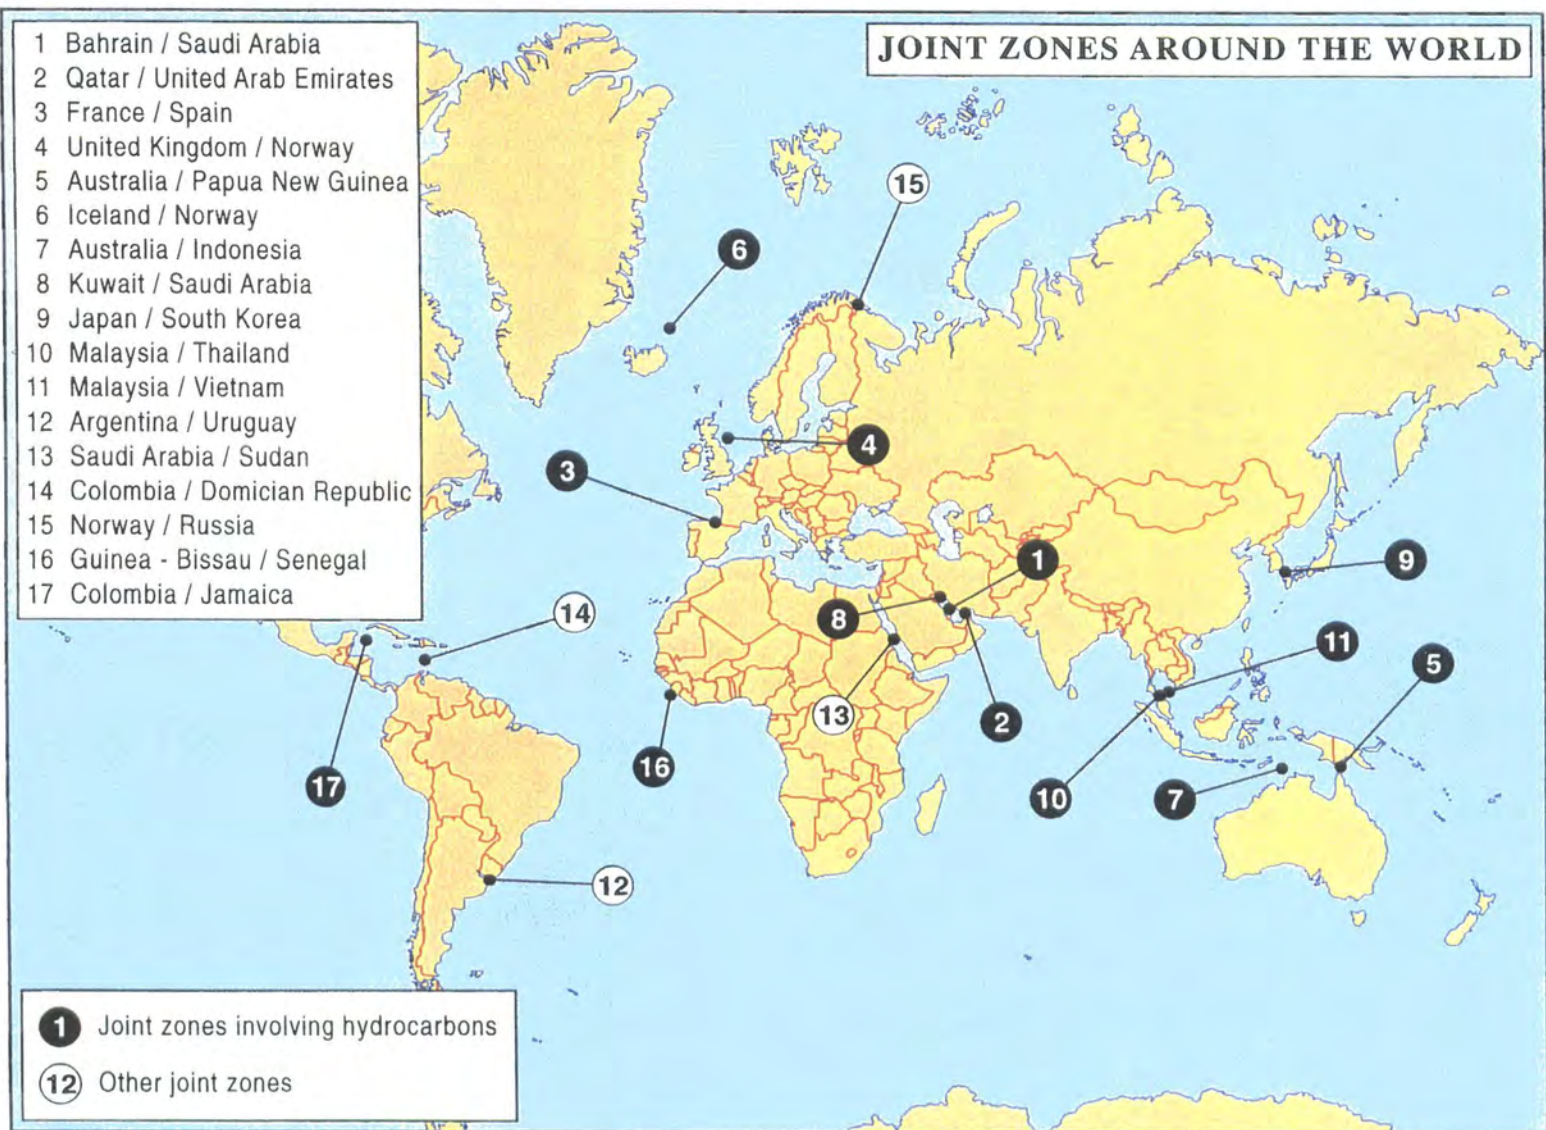 JOINT ZONES AROUND THE WORLD
1 Bahrain / Saudi Arabia
2 Qatar / United Arab Emirates
3 France / Spain
4 United Kingdom / Norway
5 Australia / Papua New Guinea
6 Iceland / Norway
7 Australia / Indonesia
8 Kuwait / Saudi Arabia
9 Japan / South Korea
10 Malaysia / Thailand
11 Malaysia / Vietnam
12 Argentina / Uruguay
13 Saudi Arabia / Sudan
14 Colombia / Domician Republic
15 Norway / Russia
16 Guinea - Bissau / Senegal
17 Colombia / Jamaica
15
6
4
3
1
9
14
8
11
5
13
2
16
17
10
7
12
1 Joint zones involving hydrocarbons
12 Other joint zones